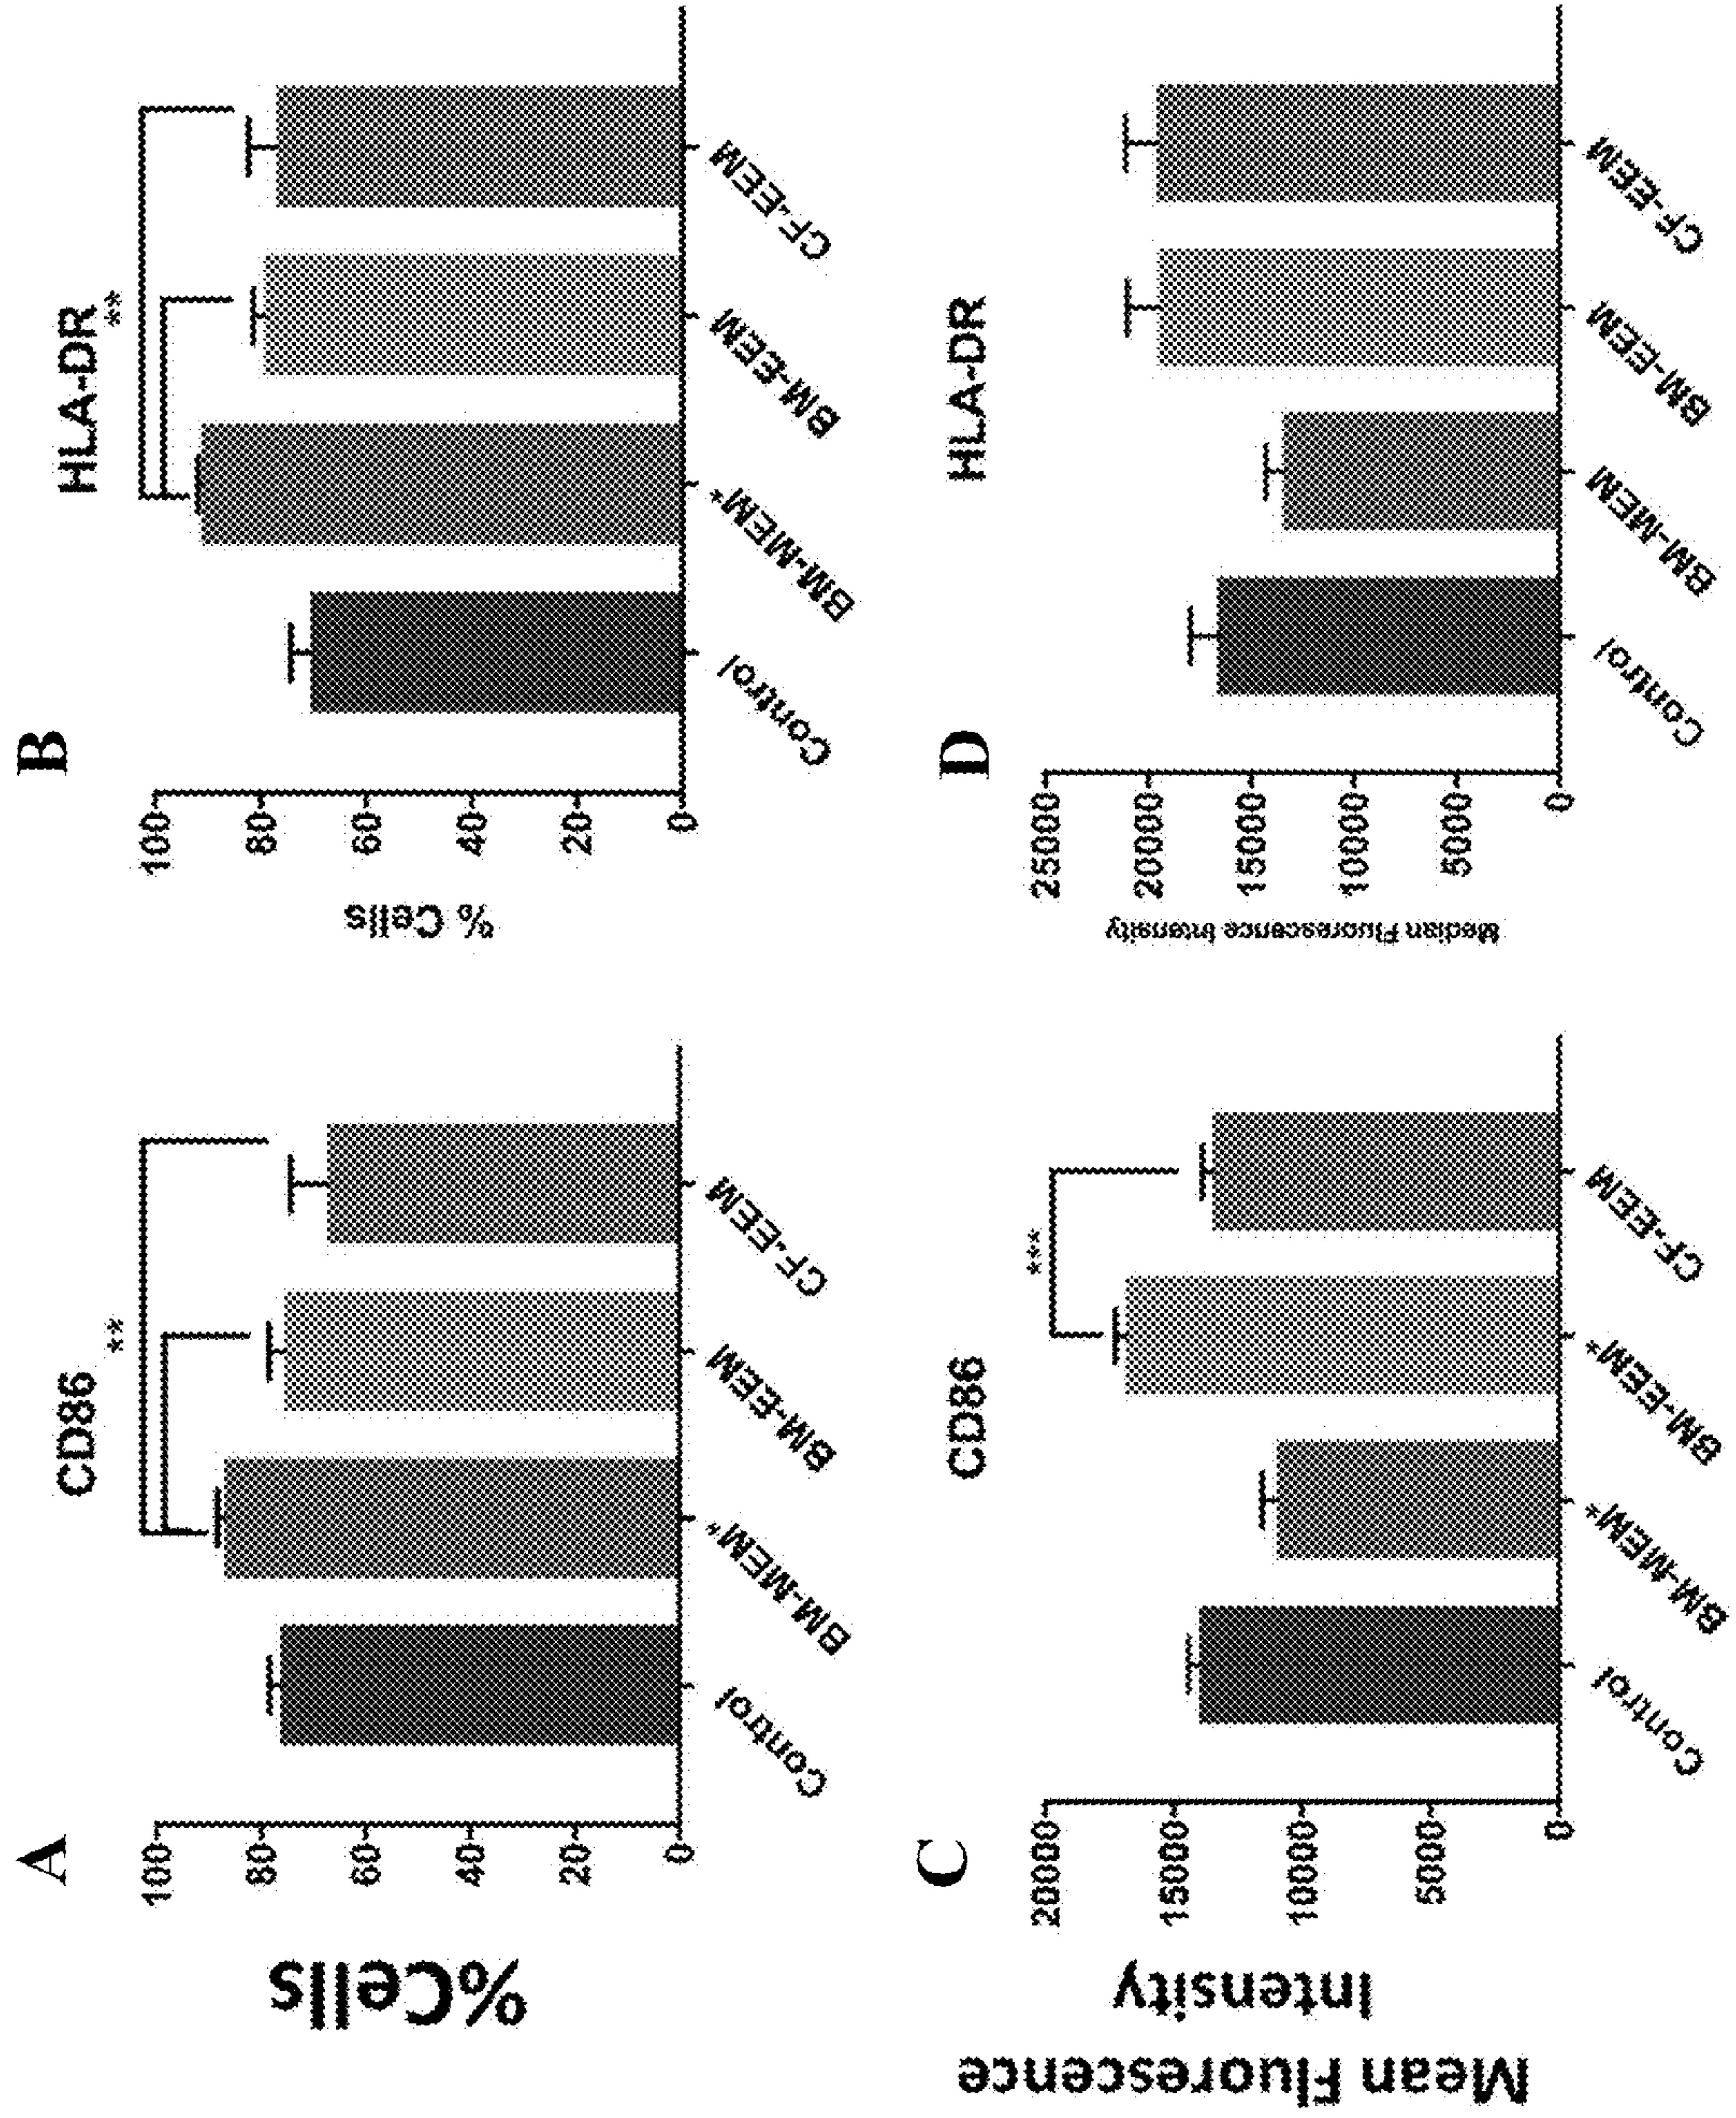 A
CD86
**
%Cells
100
80
60
40
20
0
Control
BM-MEM*
BM-EEM
CF-EEM
B
HLA-DR
**
% Cells
100
80
60
40
20
0
Control
BM-MEM*
BM-EEM
CF-EEM
C
CD86
***
Mean Fluorescence
Intensity
20000
15000
10000
5000
0
Control
BM-MEM*
BM-EEM*
CF-EEM
D
HLA-DR
Median Fluorescence Intensity
25000
20000
15000
10000
5000
0
Control
BM-MEM
BM-EEM
CF-EEM